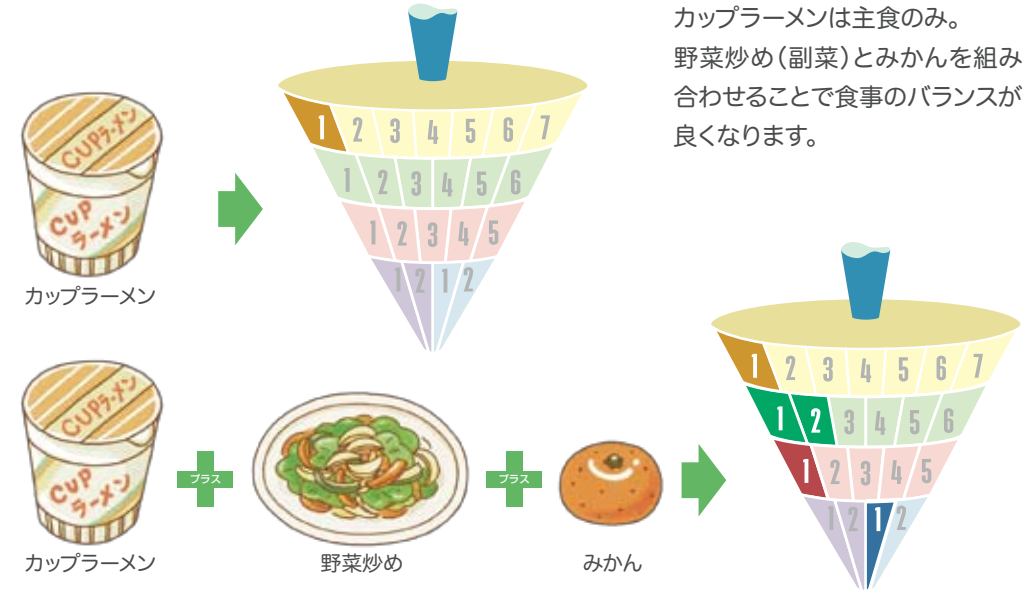 カップラーメンは主食のみ。
野菜炒め（副菜）とみかんを組み
合わせることで食事のバランスが
良くなります。
CUPラーメン
CUP
ラーメン
カップラーメン
1 2 3 4 5 6 7
1 2 3 4 5 6
1 2 3 4 5
1 2 1 2
CUPラーメン
CUP
ラーメン
カップラーメン
プラス
野菜炒め
プラス
みかん
1 2 3 4 5 6 7
1 2 3 4 5 6
1 2 3 4 5
1 2 1 2